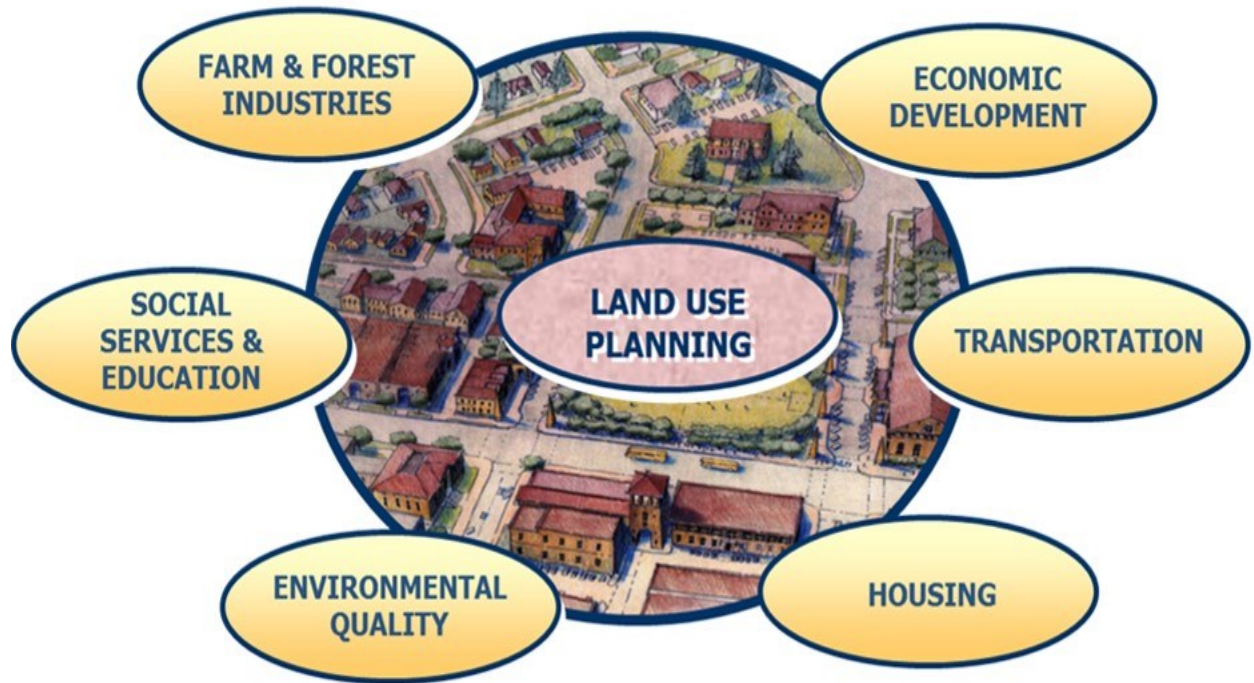 FARM & FOREST
INDUSTRIES
ECONOMIC
DEVELOPMENT
SOCIAL
SERVICES &
EDUCATION
LAND USE
PLANNING
TRANSPORTATION
ENVIRONMENTAL
QUALITY
HOUSING